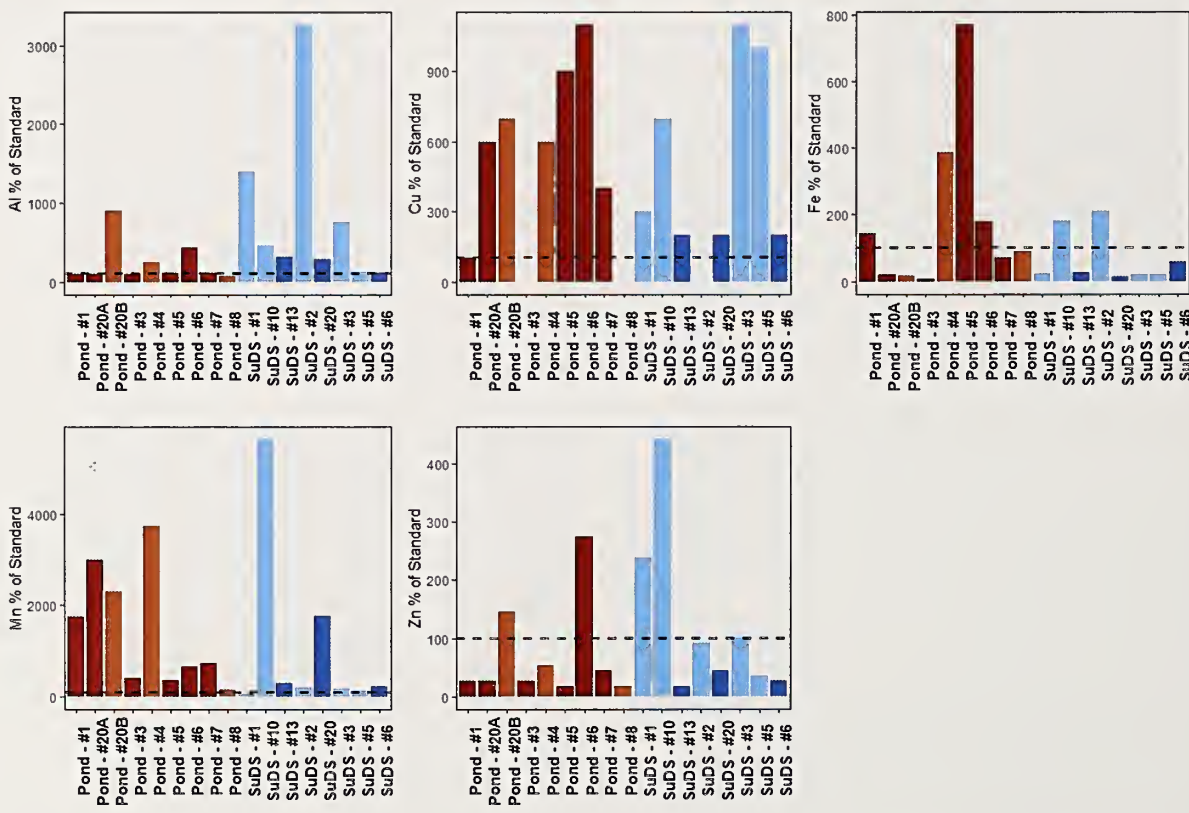 Al % of Standard
3000
2000
1000
0
Pond - #1
Pond - #20A
Pond - #20B
Pond - #3
Pond - #4
Pond - #5
Pond - #6
Pond - #7
Pond - #8
SuDS - #1
SuDS - #10
SuDS - #13
SuDS - #2
SuDS - #20
SuDS - #3
SuDS - #5
SuDS - #6
Cu % of Standard
900
600
300
0
Pond - #1
Pond - #20A
Pond - #20B
Pond - #3
Pond - #4
Pond - #5
Pond - #6
Pond - #7
Pond - #8
SuDS - #1
SuDS - #10
SuDS - #13
SuDS - #2
SuDS - #20
SuDS - #3
SuDS - #5
SuDS - #6
Fe % of Standard
800
600
400
200
0
Pond - #1
Pond - #20A
Pond - #20B
Pond - #3
Pond - #4
Pond - #5
Pond - #6
Pond - #7
Pond - #8
SuDS - #1
SuDS - #10
SuDS - #13
SuDS - #2
SuDS - #20
SuDS - #3
SuDS - #5
SuDS - #6
Mn % of Standard
4000
2000
0
Pond - #1
Pond - #20A
Pond - #20B
Pond - #3
Pond - #4
Pond - #5
Pond - #6
Pond - #7
Pond - #8
SuDS - #1
SuDS - #10
SuDS - #13
SuDS - #2
SuDS - #20
SuDS - #3
SuDS - #5
SuDS - #6
Zn % of Standard
400
300
200
100
0
Pond - #1
Pond - #20A
Pond - #20B
Pond - #3
Pond - #4
Pond - #5
Pond - #6
Pond - #7
Pond - #8
SuDS - #1
SuDS - #10
SuDS - #13
SuDS - #2
SuDS - #20
SuDS - #3
SuDS - #5
SuDS - #6